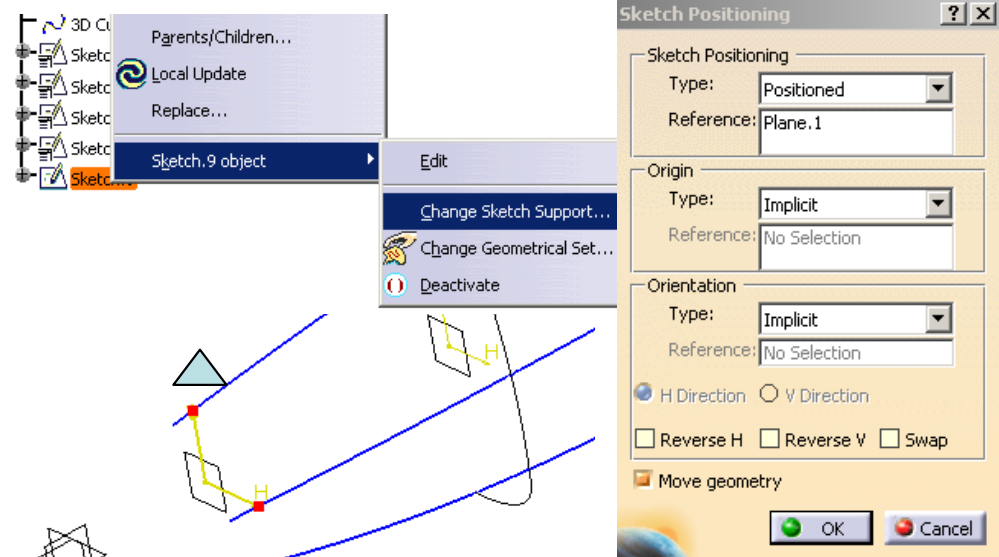 3D Cu
Sketc
Sketc
Sketc
Sketc
Sketc
Parents/Children...
Local Update
Replace...
Sketch.9 object
Edit
Change Sketch Support...
Change Geometrical Set...
Deactivate
H
H
Sketch Positioning
Sketch Positioning
Type: Positioned
Reference: Plane.1
Origin
Type: Implicit
Reference: No Selection
Orientation
Type: Implicit
Reference: No Selection
H Direction V Direction
Reverse H Reverse V Swap
Move geometry
OK Cancel